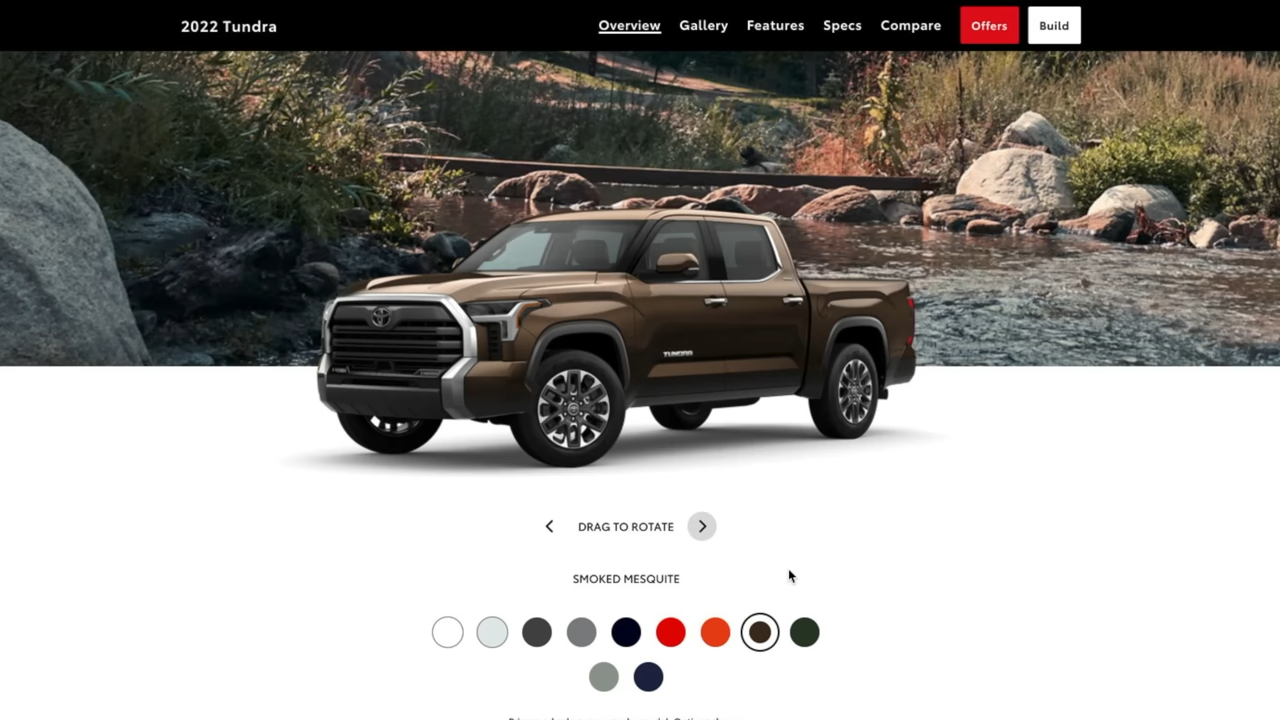 2022 Tundra
Overview Gallery Features Specs Compare Offers Build
TUNDRA
DRAG TO ROTATE
SMOKED MESQUITE